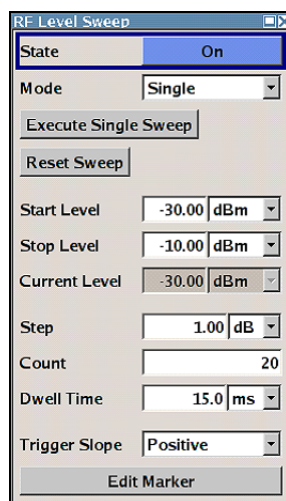 RF Level Sweep
State On
Mode Single
Execute Single Sweep
Reset Sweep
Start Level -30.00 dBm
Stop Level -10.00 dBm
Current Level -30.00 dBm
Step 1.00 dB
Count 20
Dwell Time 15.0 ms
Trigger Slope Positive
Edit Marker